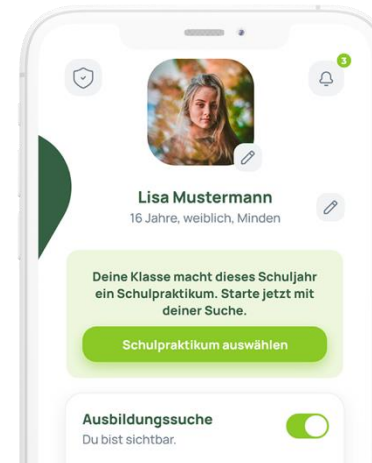 3
Lisa Mustermann
16 Jahre, weiblich, Minden
Deine Klasse macht dieses Schuljahr
ein Schulpraktikum. Starte jetzt mit
deiner Suche.
Schulpraktikum auswählen
Ausbildungssuche
Du bist sichtbar.